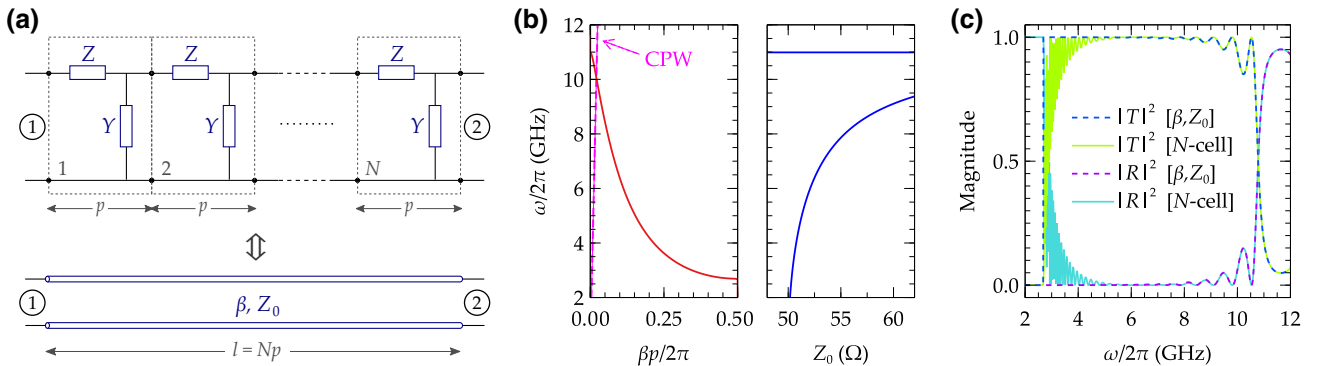 (a)
Z Z Z
Y Y Y
1 2
1 2 N
p p p
1 2
β, Z₀
l = Np
(b)
12
10
8
6
4
2
ω/2π (GHz)
CPW
0.00 0.25 0.50
βp/2π
50 55 60
Z₀ (Ω)
(c)
1.0
0.5
0.0
Magnitude
|T|² [β,Z₀]
|T|² [N-cell]
|R|² [β,Z₀]
|R|² [N-cell]
2 4 6 8 10 12
ω/2π (GHz)